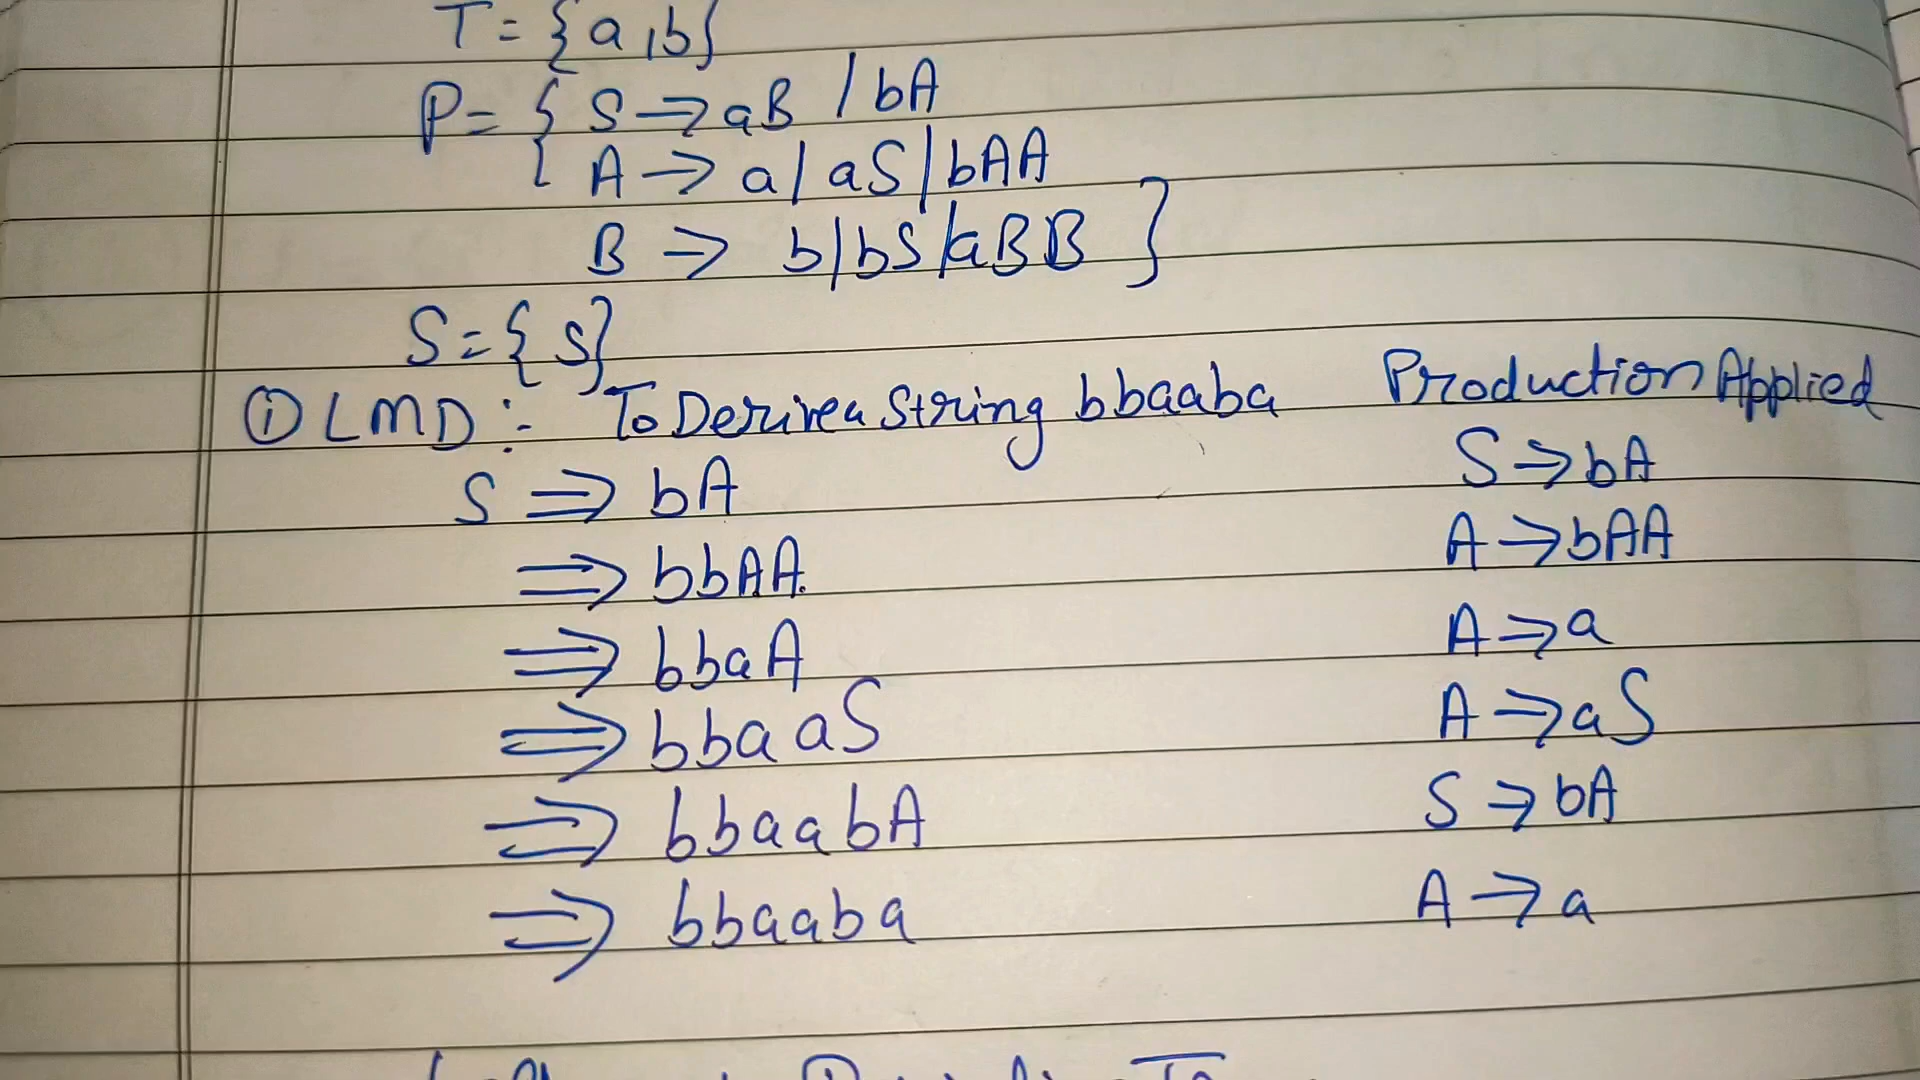 T = {a,b}
P = { S → aB / bA
A → a | aS | bAA
B → b | bS | aBB }
S = { S }
① LMD :- To Derive a String bbaaba Production Applied
S ⇒ bA S → bA
⇒ bbAA A → bAA
⇒ bbaA A → a
⇒ bbaaS A → aS
⇒ bbaabA S → bA
⇒ bbaaba A → a